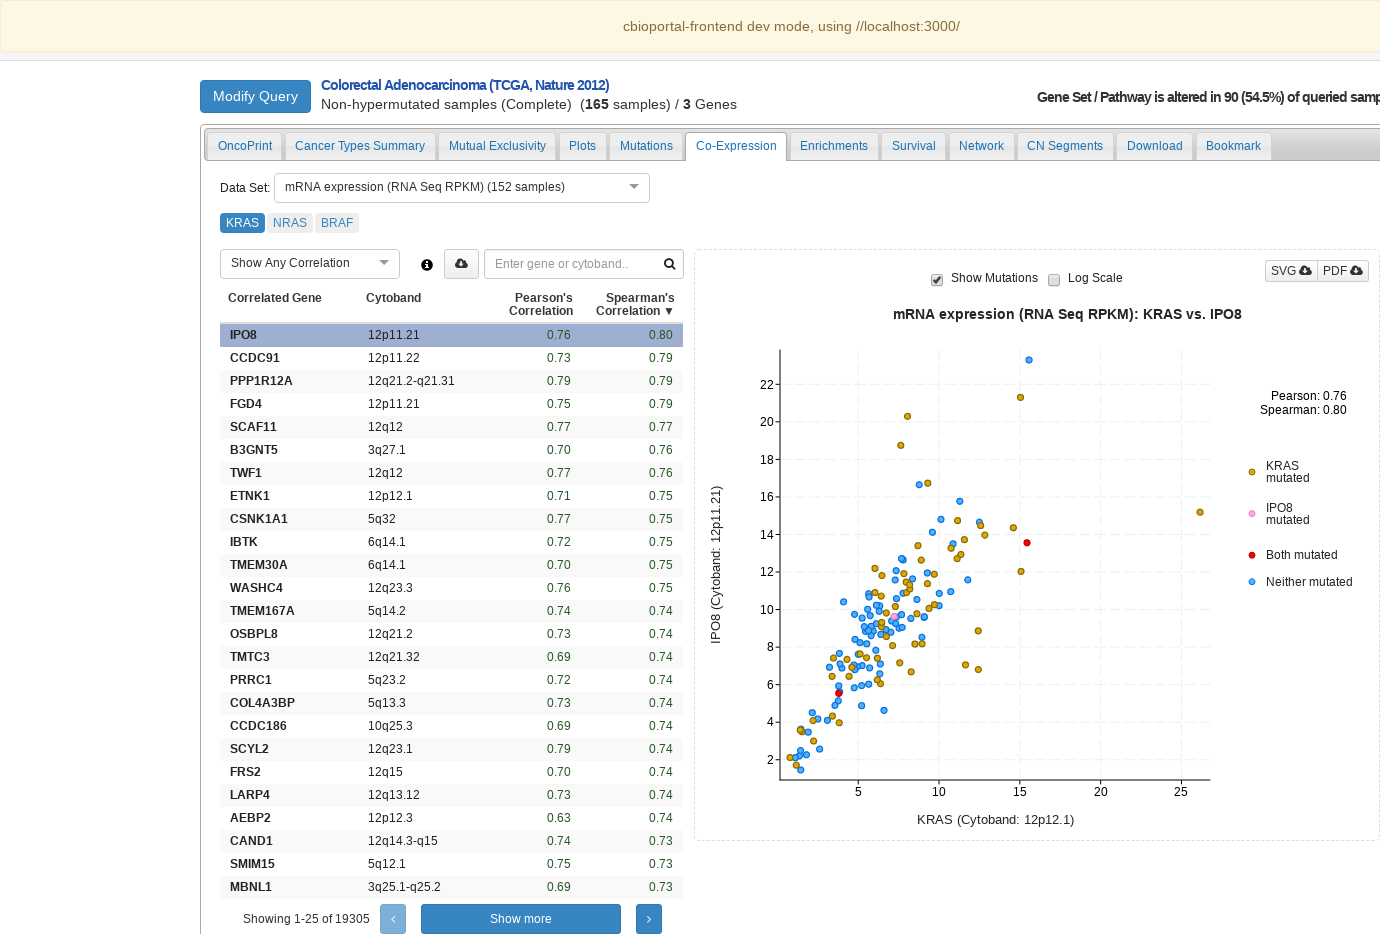 cbioportal-frontend dev mode, using //localhost:3000/
Modify Query
Colorectal Adenocarcinoma (TCGA, Nature 2012)
Non-hypermutated samples (Complete) (165 samples) / 3 Genes
Gene Set / Pathway is altered in 90 (54.5%) of queried samp
OncoPrint Cancer Types Summary Mutual Exclusivity Plots Mutations Co-Expression Enrichments Survival Network CN Segments Download Bookmark
Data Set: mRNA expression (RNA Seq RPKM) (152 samples)
KRAS NRAS BRAF
Show Any Correlation Enter gene or cytoband..
Correlated Gene Cytoband Pearson's Correlation Spearman's Correlation ▼
IPO8 12p11.21 0.76 0.80
CCDC91 12p11.22 0.73 0.79
PPP1R12A 12q21.2-q21.31 0.79 0.79
FGD4 12p11.21 0.75 0.79
SCAF11 12q12 0.77 0.77
B3GNT5 3q27.1 0.70 0.76
TWF1 12q12 0.77 0.76
ETNK1 12p12.1 0.71 0.75
CSNK1A1 5q32 0.77 0.75
IBTK 6q14.1 0.72 0.75
TMEM30A 6q14.1 0.70 0.75
WASHC4 12q23.3 0.76 0.75
TMEM167A 5q14.2 0.74 0.74
OSBPL8 12q21.2 0.73 0.74
TMTC3 12q21.32 0.69 0.74
PRRC1 5q23.2 0.72 0.74
COL4A3BP 5q13.3 0.73 0.74
CCDC186 10q25.3 0.69 0.74
SCYL2 12q23.1 0.79 0.74
FRS2 12q15 0.70 0.74
LARP4 12q13.12 0.73 0.74
AEBP2 12p12.3 0.63 0.74
CAND1 12q14.3-q15 0.74 0.73
SMIM15 5q12.1 0.75 0.73
MBNL1 3q25.1-q25.2 0.69 0.73
Showing 1-25 of 19305 ‹ Show more ›
Show Mutations Log Scale
SVG PDF
mRNA expression (RNA Seq RPKM): KRAS vs. IPO8
22
20
18
16
14
12
10
8
6
4
2
IPO8 (Cytoband: 12p11.21)
5 10 15 20 25
KRAS (Cytoband: 12p12.1)
Pearson: 0.76
Spearman: 0.80
KRAS
mutated
IPO8
mutated
Both mutated
Neither mutated